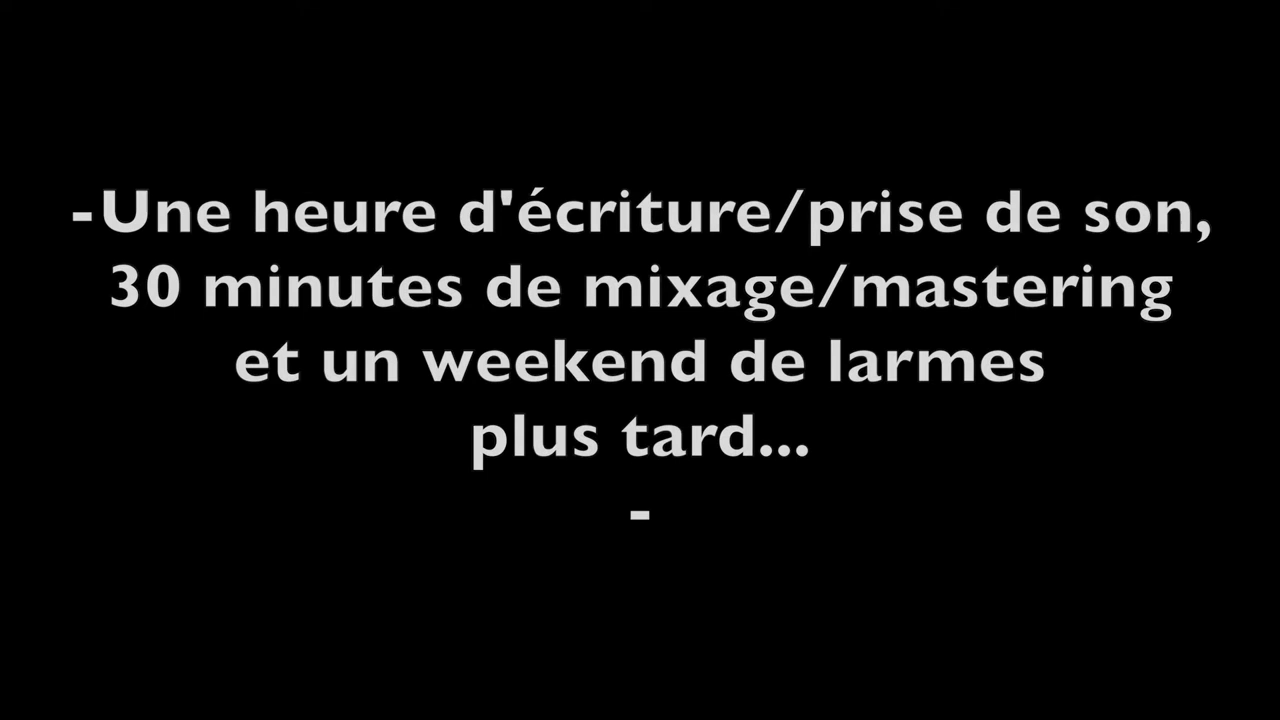 -Une heure d'écriture/prise de son,
30 minutes de mixage/mastering
et un weekend de larmes
plus tard...
-